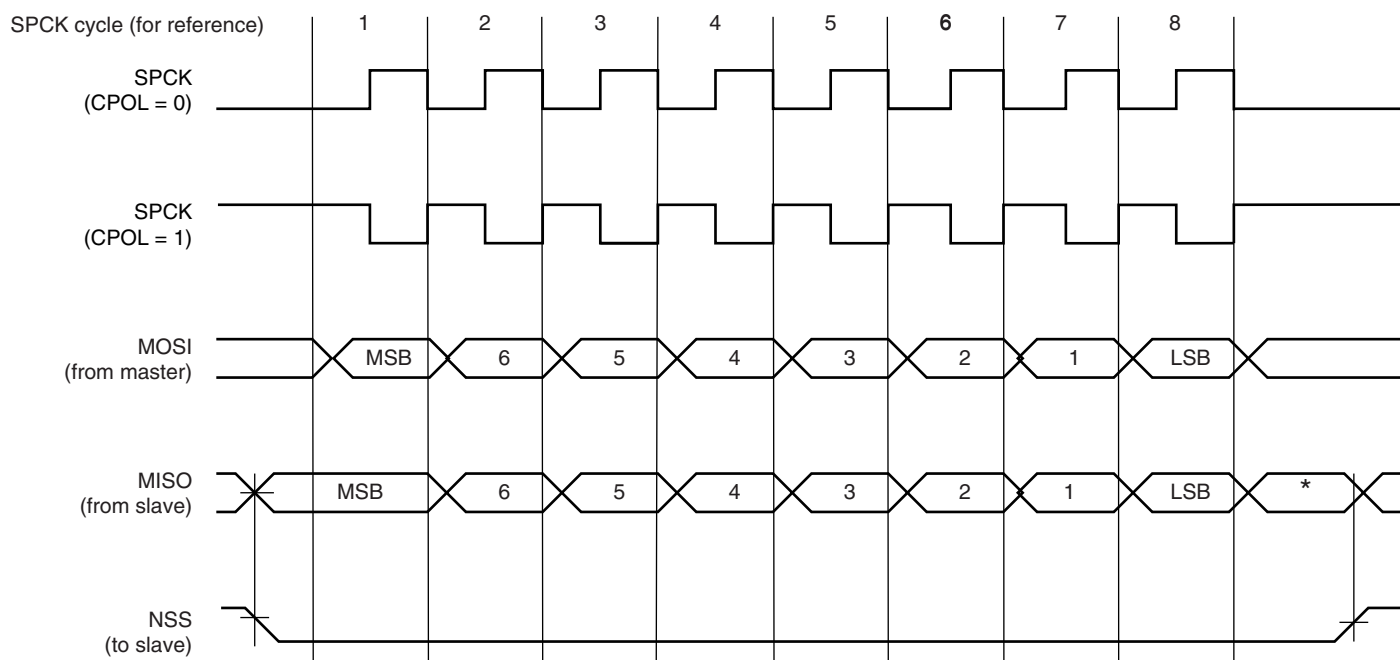 SPCK cycle (for reference)
1 2 3 4 5 6 7 8
SPCK
(CPOL = 0)
SPCK
(CPOL = 1)
MOSI
(from master)
MSB 6 5 4 3 2 1 LSB
MISO
(from slave)
MSB 6 5 4 3 2 1 LSB *
NSS
(to slave)